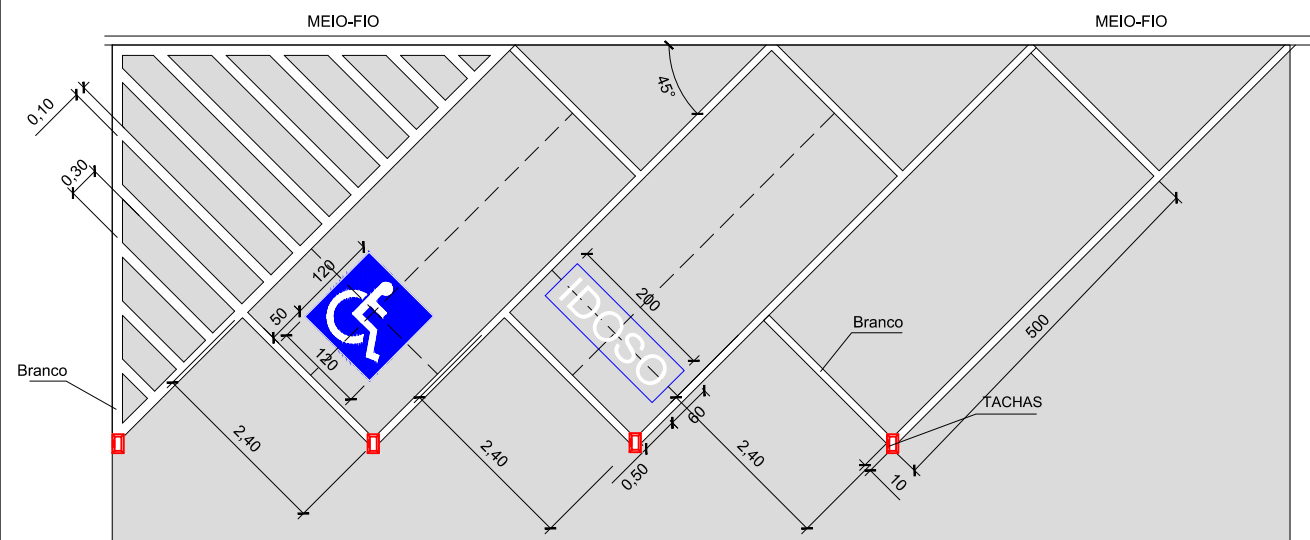 MEIO-FIO
MEIO-FIO
45°
0,10
0,30
120
50
120
200
Branco
500
Branco
TACHAS
60
2,40
2,40
2,40
0,50
10
IDOSO